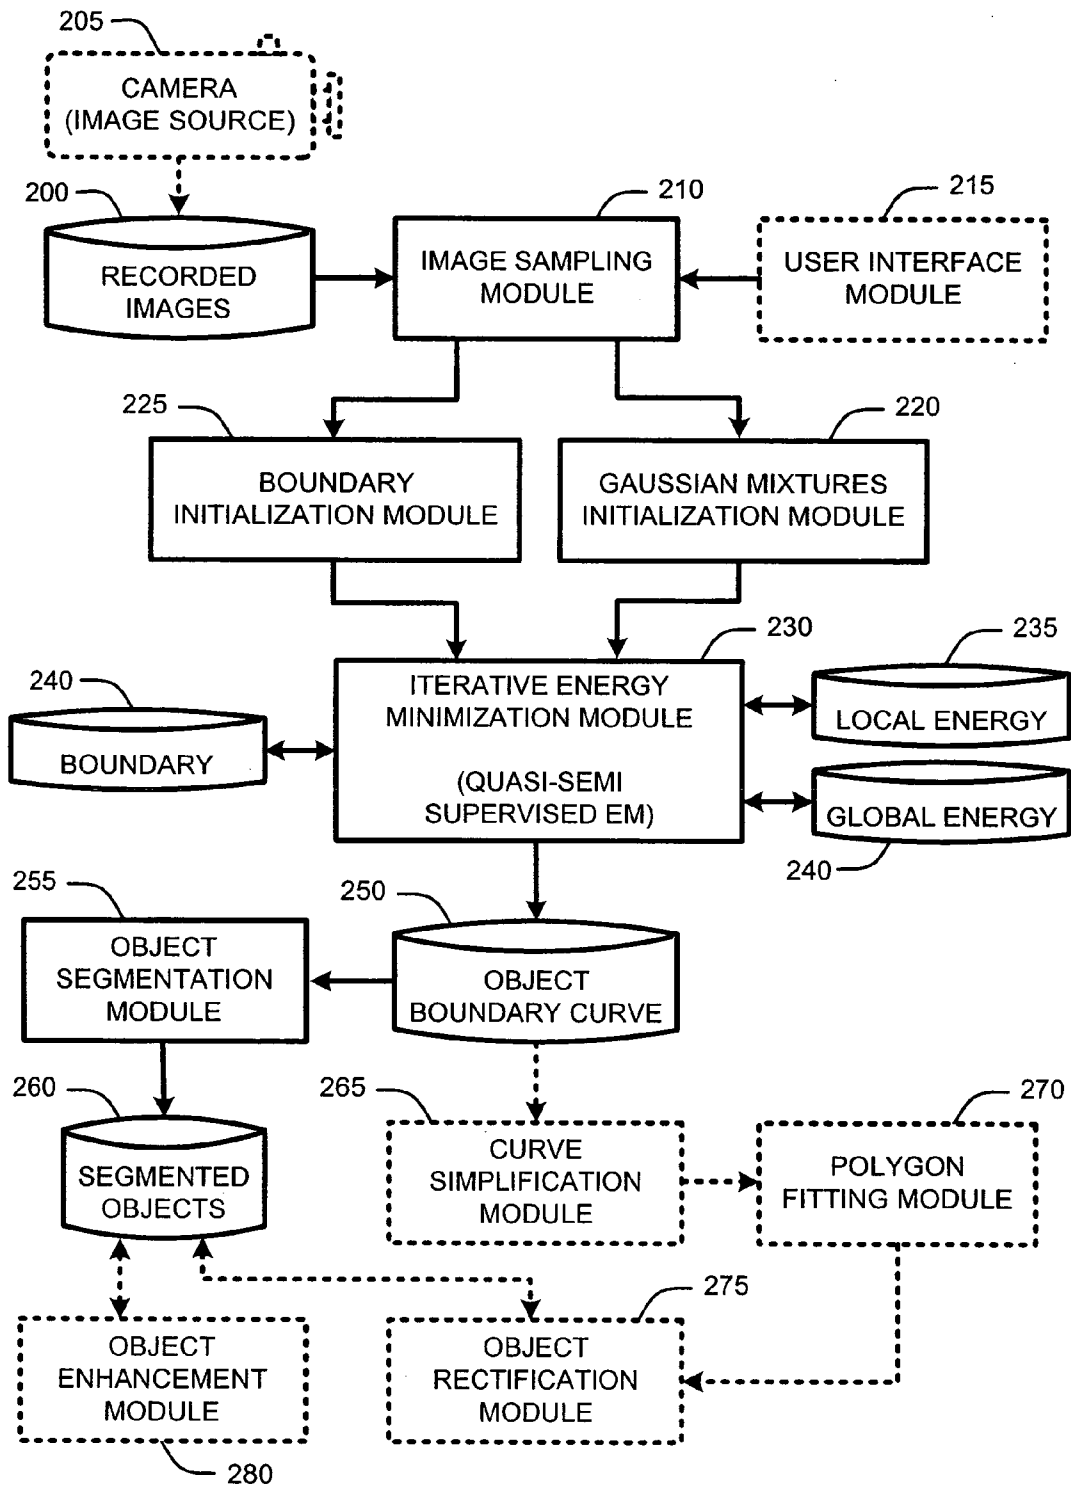 205
CAMERA
(IMAGE SOURCE)
200
RECORDED
IMAGES
210
IMAGE SAMPLING
MODULE
215
USER INTERFACE
MODULE
225
BOUNDARY
INITIALIZATION MODULE
220
GAUSSIAN MIXTURES
INITIALIZATION MODULE
230
ITERATIVE ENERGY
MINIMIZATION MODULE
(QUASI-SEMI
SUPERVISED EM)
235
LOCAL ENERGY
240
BOUNDARY
GLOBAL ENERGY
240
250
OBJECT
BOUNDARY CURVE
255
OBJECT
SEGMENTATION
MODULE
260
SEGMENTED
OBJECTS
265
CURVE
SIMPLIFICATION
MODULE
270
POLYGON
FITTING MODULE
275
OBJECT
RECTIFICATION
MODULE
OBJECT
ENHANCEMENT
MODULE
280